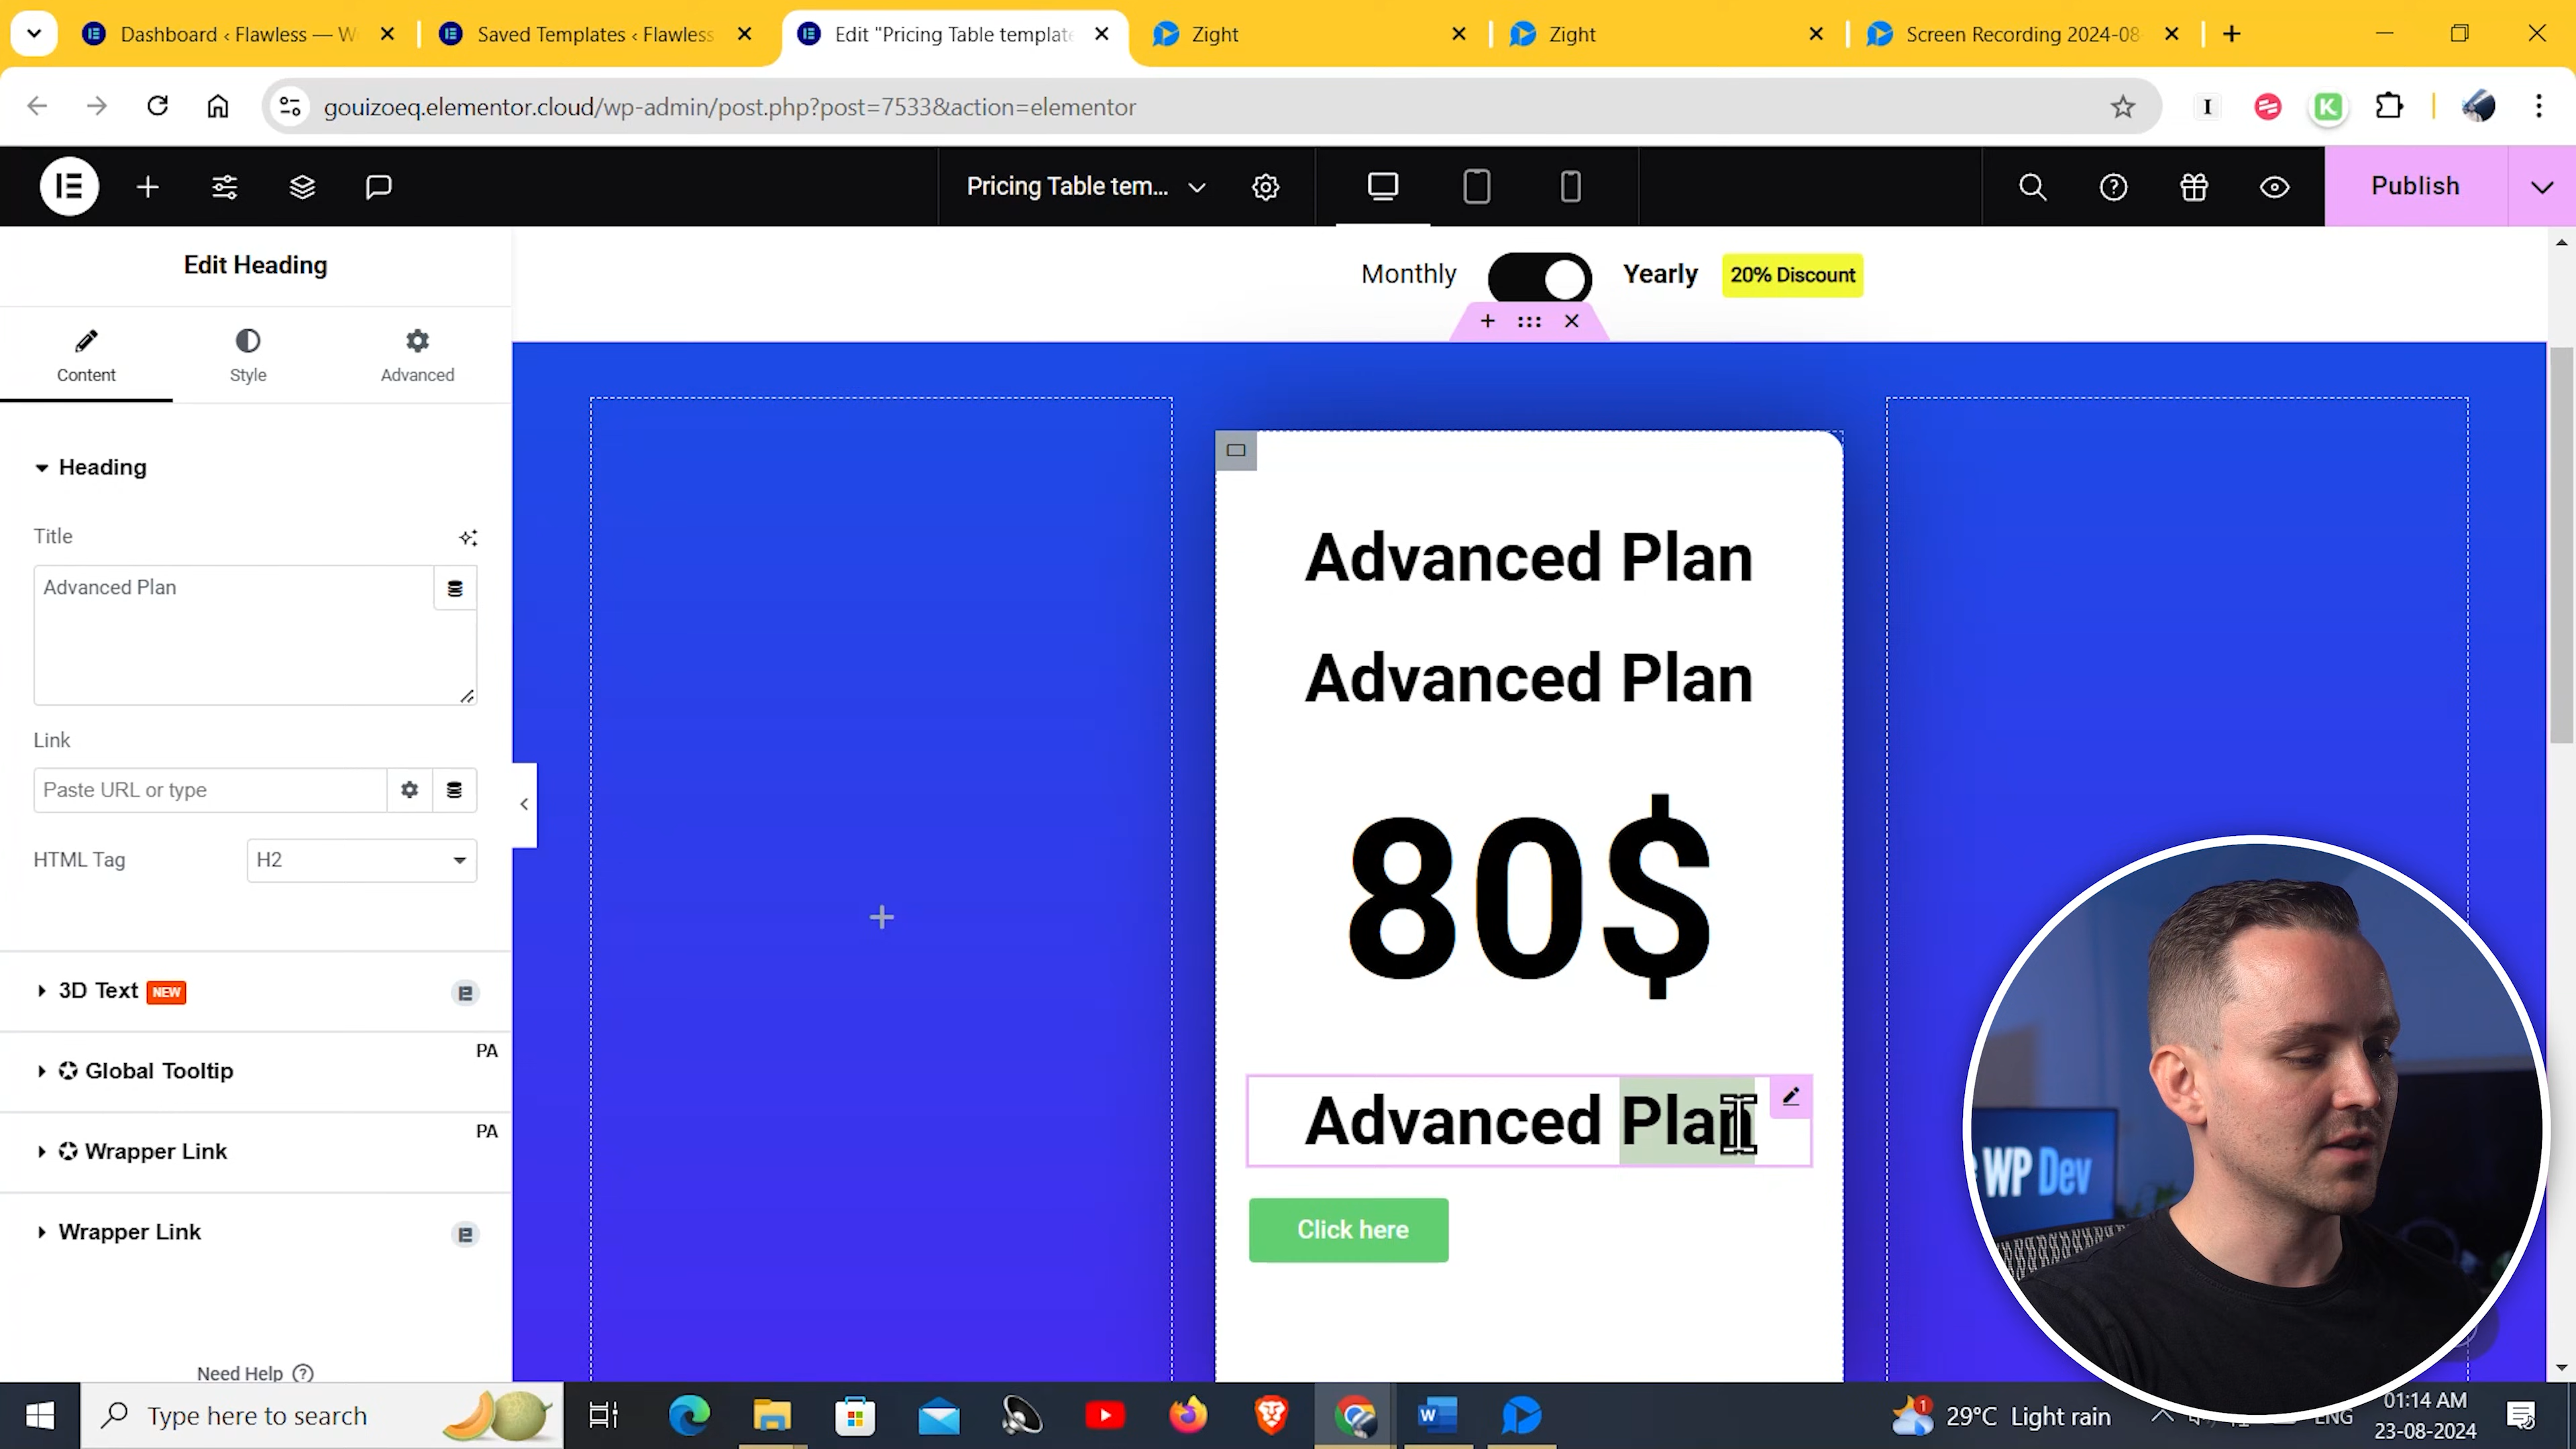 Dashboard ‹ Flawless — W
Saved Templates ‹ Flawless
Edit "Pricing Table template
Zight
Zight
Screen Recording 2024-08-
gouizoeq.elementor.cloud/wp-admin/post.php?post=7533&action=elementor
Pricing Table tem...
Publish
Edit Heading
Content
Style
Advanced
Heading
Title
Advanced Plan
Link
Paste URL or type
HTML Tag
H2
3D Text
NEW
PA
Global Tooltip
PA
Wrapper Link
Wrapper Link
Need Help
Monthly
Yearly
20% Discount
Advanced Plan
Advanced Plan
80$
Advanced Plan
Click here
WP Dev
Type here to search
29°C Light rain
ENG
01:14 AM
23-08-2024